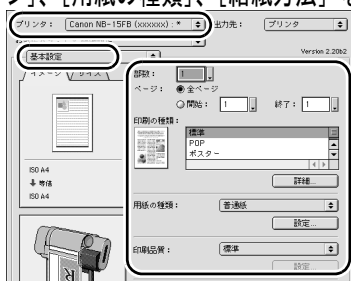 」、[用紙の種類]、[給紙方法]
プリンタ： Canon NB-15FB (xxxxxx) : * 出力先： プリンタ
基本設定 Version 2.20b2
イメージ サイズ
部数： 1
ページ： 全ページ
開始： 1 終了： 1
印刷の種類：
標準
POP
ポスター
ISO A4
等倍
ISO A4
詳細...
用紙の種類： 普通紙
設定...
印刷品質： 標準
設定...